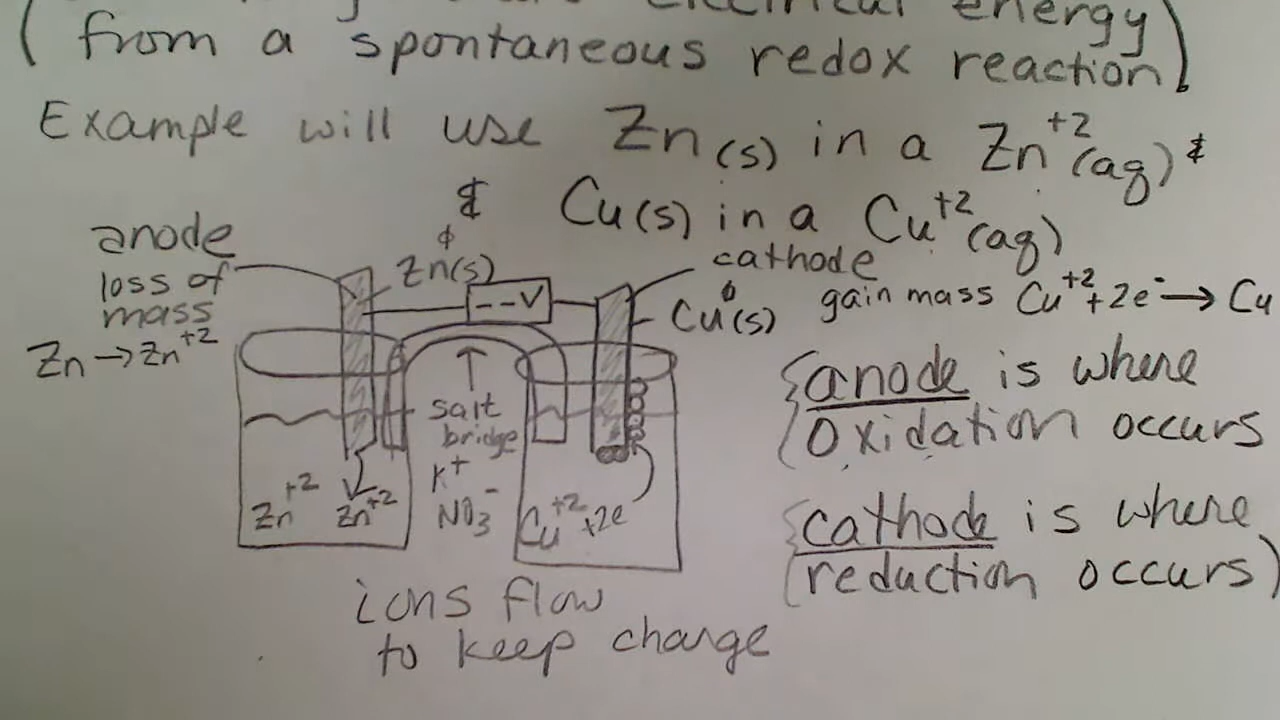 electrical energy
(from a spontaneous redox reaction)
Example will use Zn(s) in a Zn+2(aq) &
& Cu(s) in a Cu+2(aq)
anode
loss of
mass
Zn→Zn+2
Zn(s)
--V
cathode
Cu(s)
gain mass Cu+2+2e-→Cu
salt
bridge
K+
NO3-
Zn+2 Zn+2
Cu+2+2e-
ions flow
to keep charge
{anode is where
(Oxidation occurs
{cathode is where
(reduction occurs)